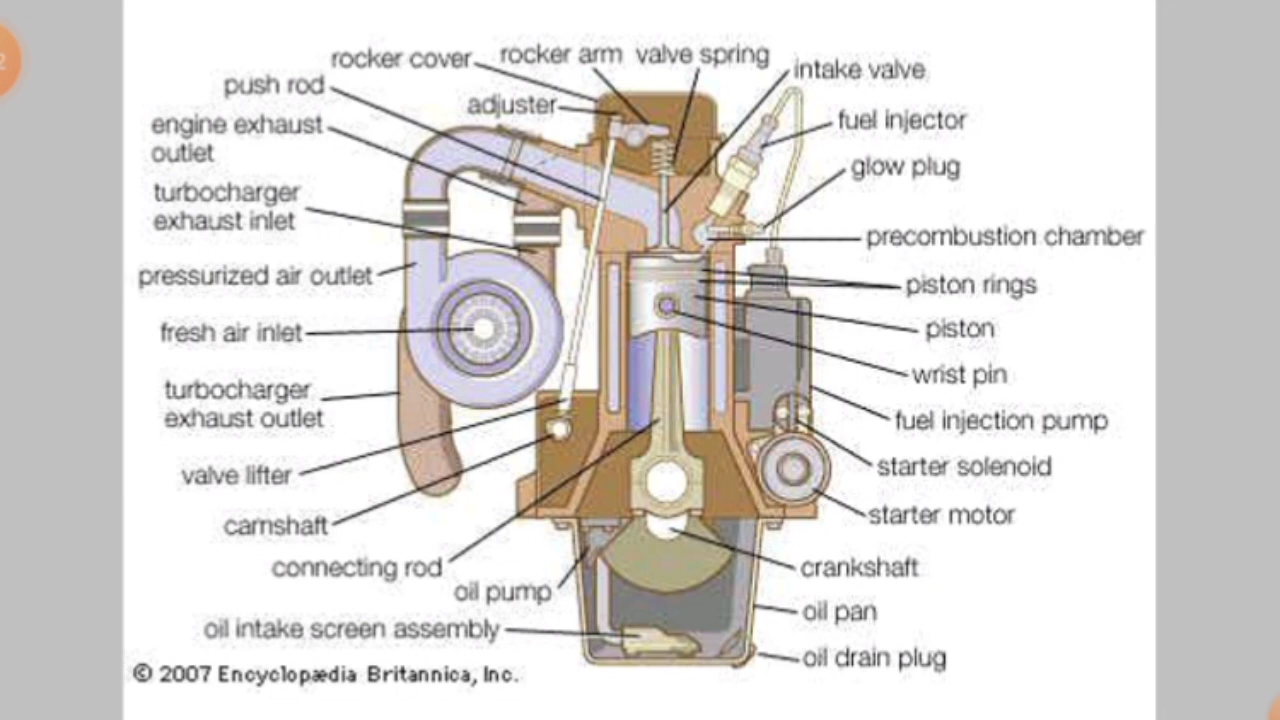 rocker cover
rocker arm
valve spring
intake valve
push rod
adjuster
engine exhaust
outlet
fuel injector
glow plug
turbocharger
exhaust inlet
precombustion chamber
pressurized air outlet
piston rings
fresh air inlet
piston
wrist pin
turbocharger
exhaust outlet
fuel injection pump
valve lifter
starter solenoid
camshaft
starter motor
connecting rod
crankshaft
oil pump
oil pan
oil intake screen assembly
oil drain plug
© 2007 Encyclopædia Britannica, Inc.